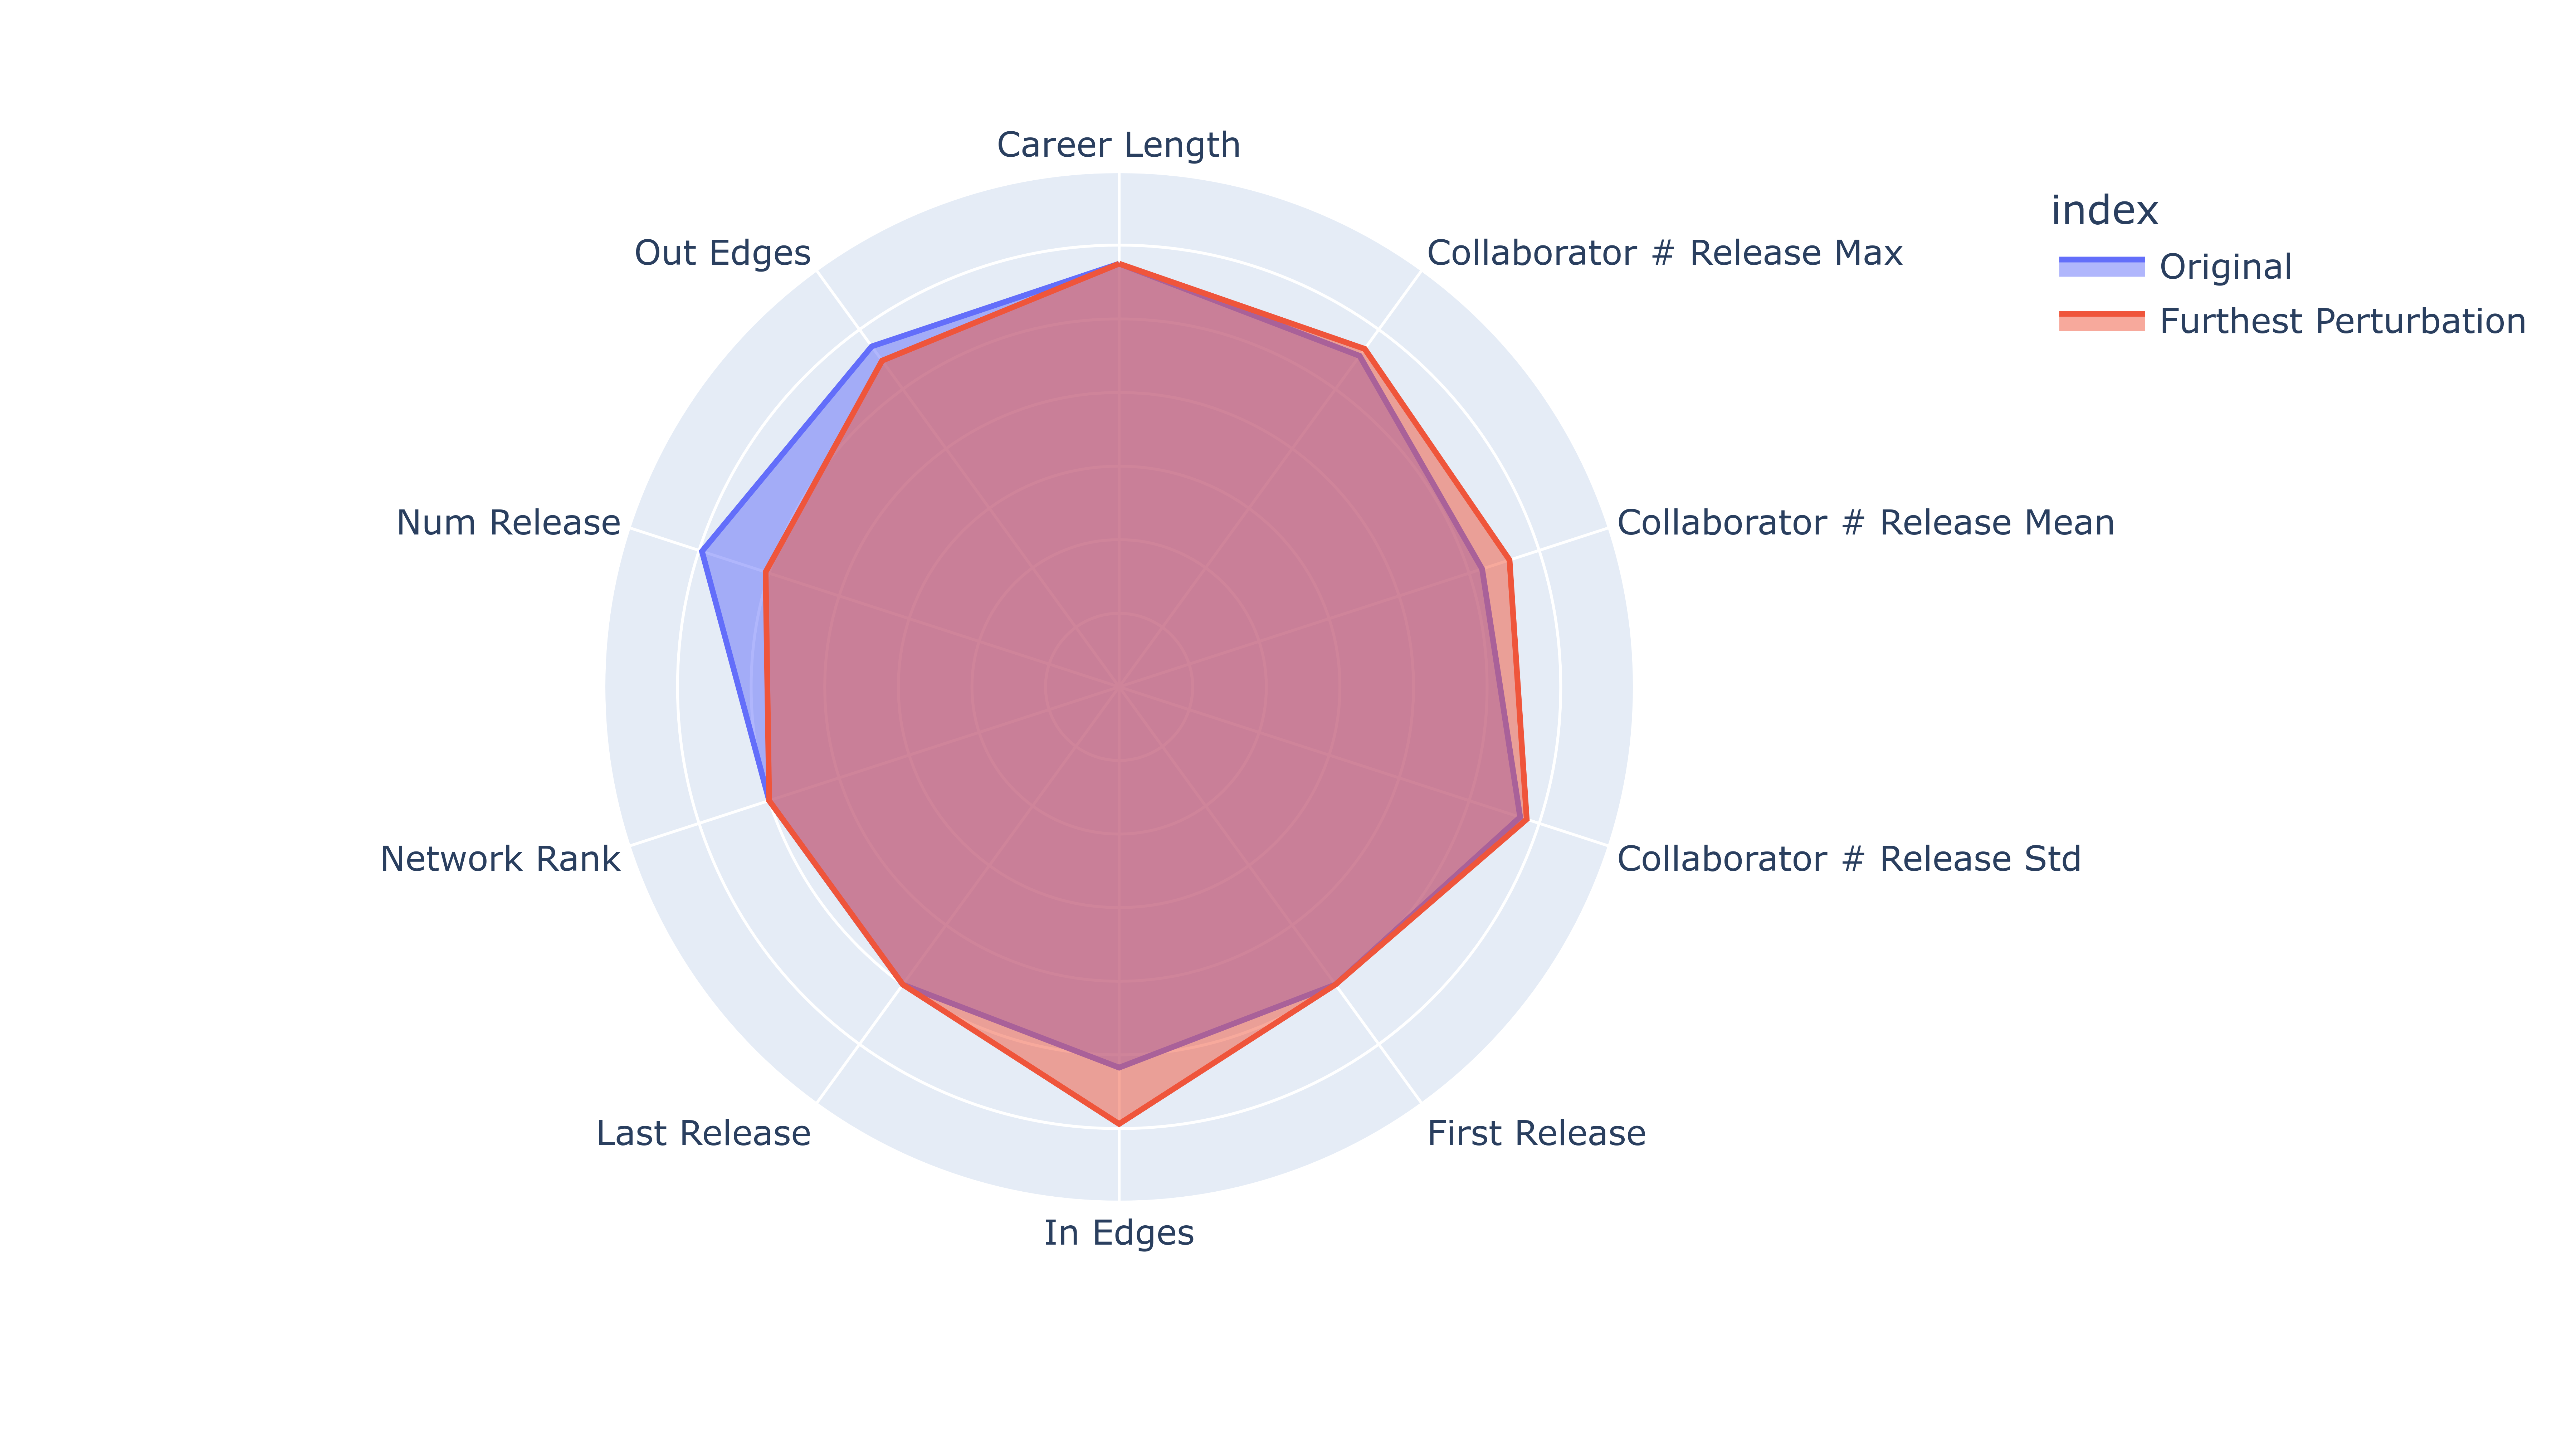 Career Length
Collaborator # Release Max
Collaborator # Release Mean
Collaborator # Release Std
First Release
In Edges
Last Release
Network Rank
Num Release
Out Edges
index
Original
Furthest Perturbation